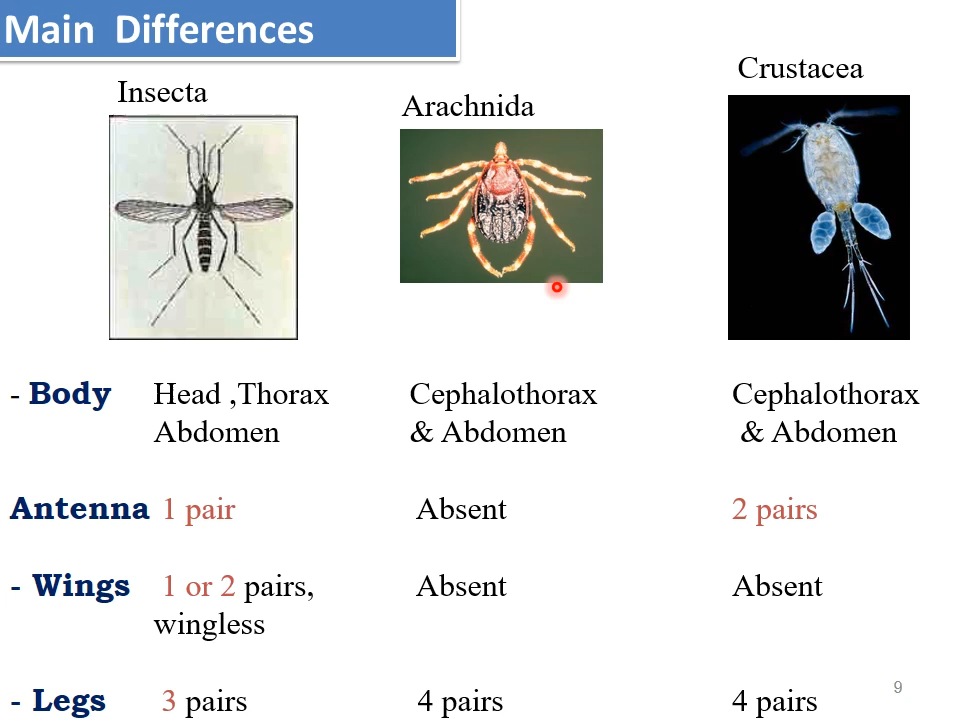 Main Differences
Insecta
Arachnida
Crustacea
- Body Head ,Thorax Cephalothorax Cephalothorax
Abdomen & Abdomen & Abdomen
Antenna 1 pair Absent 2 pairs
- Wings 1 or 2 pairs, Absent Absent
wingless
- Legs 3 pairs 4 pairs 4 pairs
9